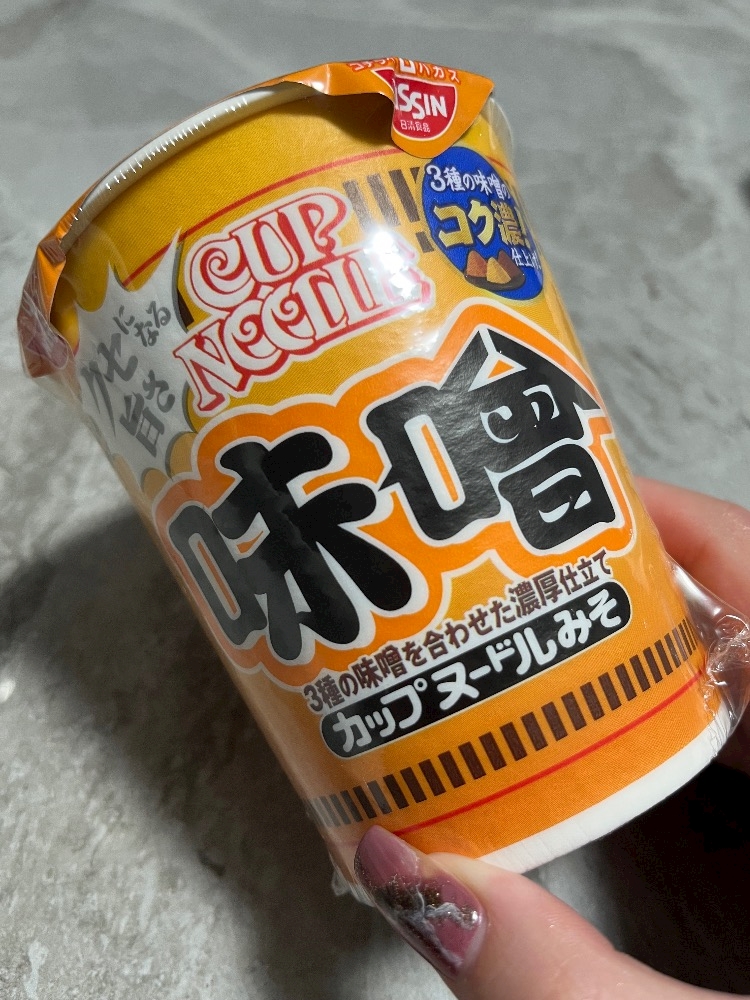 ISSIN
日清食品
3種の味噌の
コク濃!
仕上げ
CUP
NOODLE
クセになる
旨さ
味噌
3種の味噌を合わせた濃厚仕立て
カップヌードルみそ